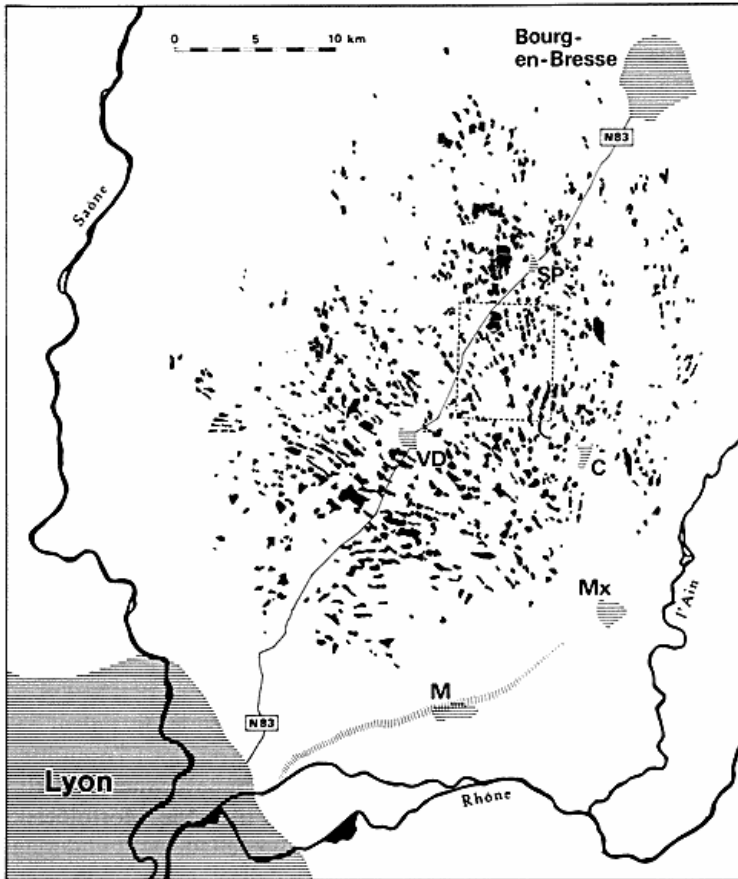 0 5 10 km
Bourg-
en-Bresse
N83
Saône
SP
VD
C
Mx
l'Ain
M
N83
Lyon
Rhône